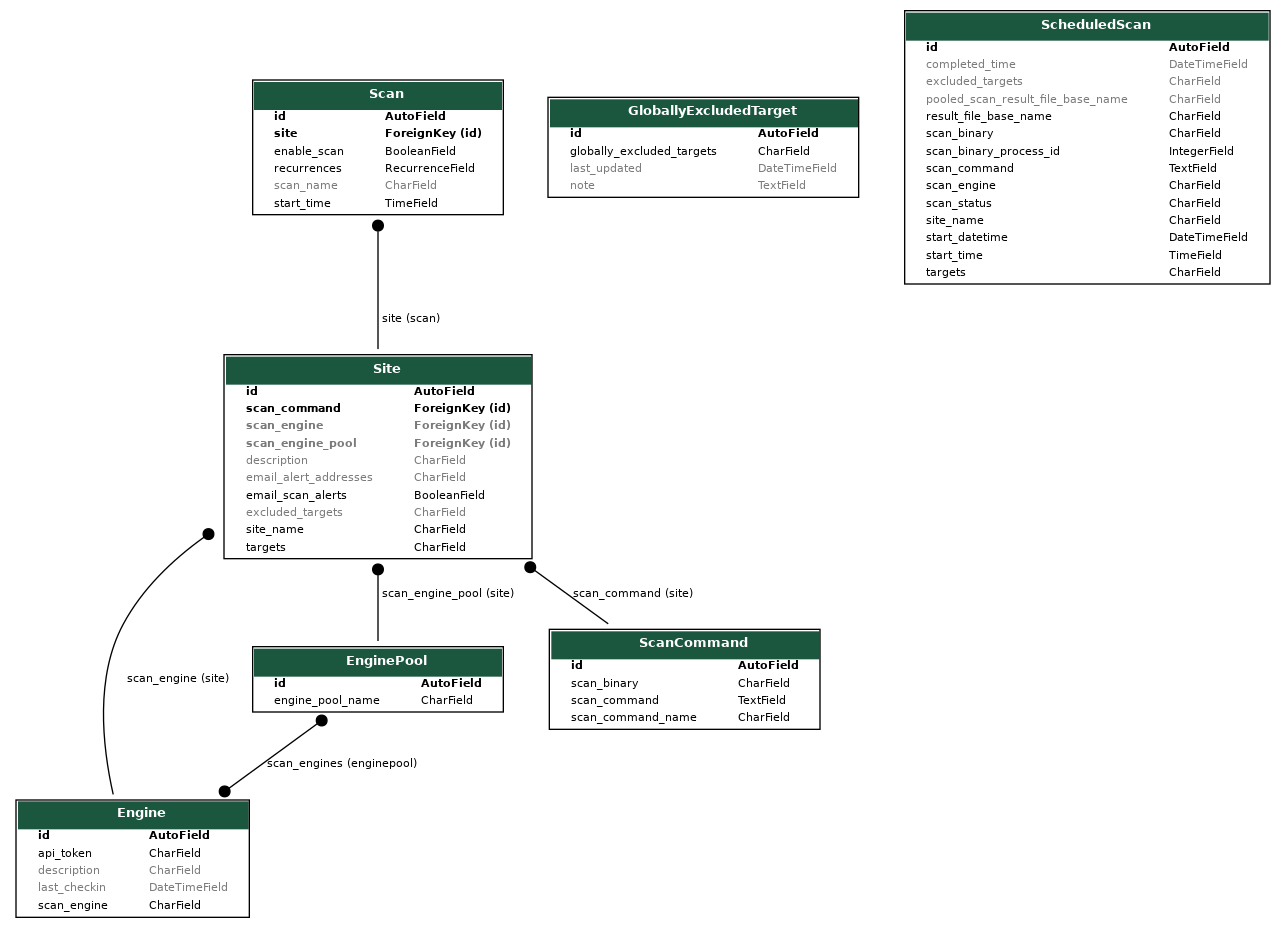 ScheduledScan
id AutoField
completed_time DateTimeField
excluded_targets CharField
pooled_scan_result_file_base_name CharField
result_file_base_name CharField
scan_binary CharField
scan_binary_process_id IntegerField
scan_command TextField
scan_engine CharField
scan_status CharField
site_name CharField
start_datetime DateTimeField
start_time TimeField
targets CharField
Scan
id AutoField
site ForeignKey (id)
enable_scan BooleanField
recurrences RecurrenceField
scan_name CharField
start_time TimeField
GloballyExcludedTarget
id AutoField
globally_excluded_targets CharField
last_updated DateTimeField
note TextField
site (scan)
Site
id AutoField
scan_command ForeignKey (id)
scan_engine ForeignKey (id)
scan_engine_pool ForeignKey (id)
description CharField
email_alert_addresses CharField
email_scan_alerts BooleanField
excluded_targets CharField
site_name CharField
targets CharField
scan_engine_pool (site)
scan_command (site)
scan_engine (site)
EnginePool
id AutoField
engine_pool_name CharField
ScanCommand
id AutoField
scan_binary CharField
scan_command TextField
scan_command_name CharField
scan_engines (enginepool)
Engine
id AutoField
api_token CharField
description CharField
last_checkin DateTimeField
scan_engine CharField